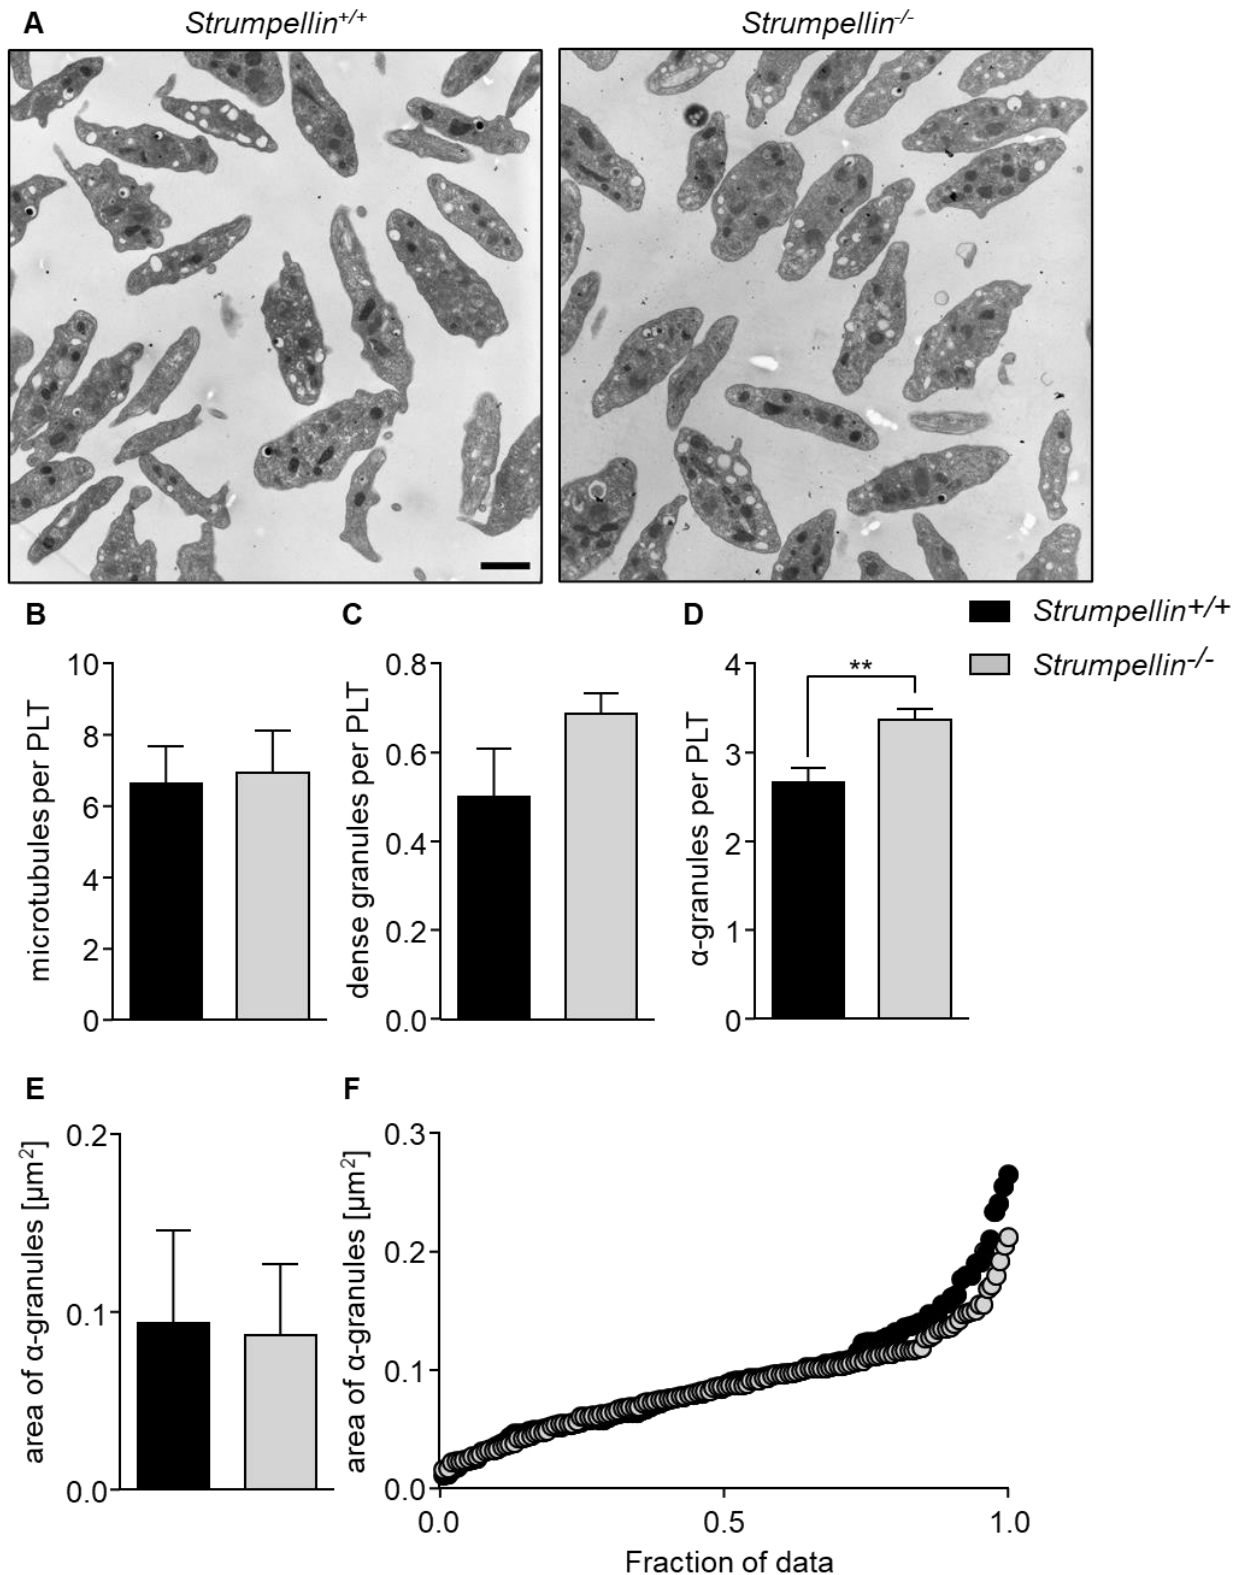 A
Strumpellin+/+
Strumpellin-/-
B
C
D
Strumpellin+/+
Strumpellin-/-
microtubules per PLT
10
8
6
4
2
0
dense granules per PLT
0.8
0.6
0.4
0.2
0.0
α-granules per PLT
4
3
2
1
0
**
E
F
area of α-granules [µm2]
0.2
0.1
0.0
area of α-granules [µm2]
0.3
0.2
0.1
0.0
0.0
0.5
1.0
Fraction of data